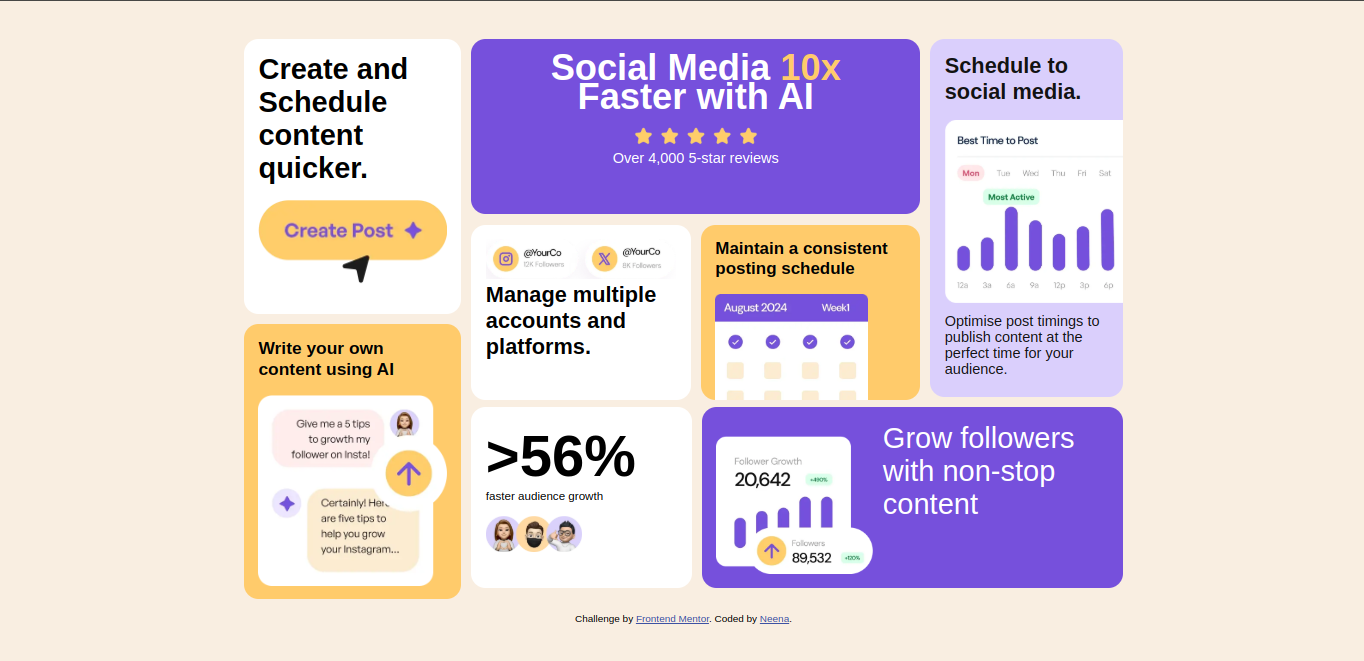 Create and
Schedule
content
quicker.
Create Post
Write your own
content using AI
Give me a 5 tips
to growth my
follower on Insta!
Certainly! Here
are five tips to
help you grow
your Instagram...
Social Media 10x
Faster with AI
Over 4,000 5-star reviews
@YourCo
12K Followers
@YourCo
8K Followers
Manage multiple
accounts and
platforms.
Maintain a consistent
posting schedule
August 2024 Week1
>56%
faster audience growth
Schedule to
social media.
Best Time to Post
Mon Tue Wed Thu Fri Sat
Most Active
12a 3a 6a 9a 12p 3p 6p
Optimise post timings to
publish content at the
perfect time for your
audience.
Follower Growth
20,642 +490%
Followers
89,532 +120%
Grow followers
with non-stop
content
Challenge by Frontend Mentor. Coded by Neena.